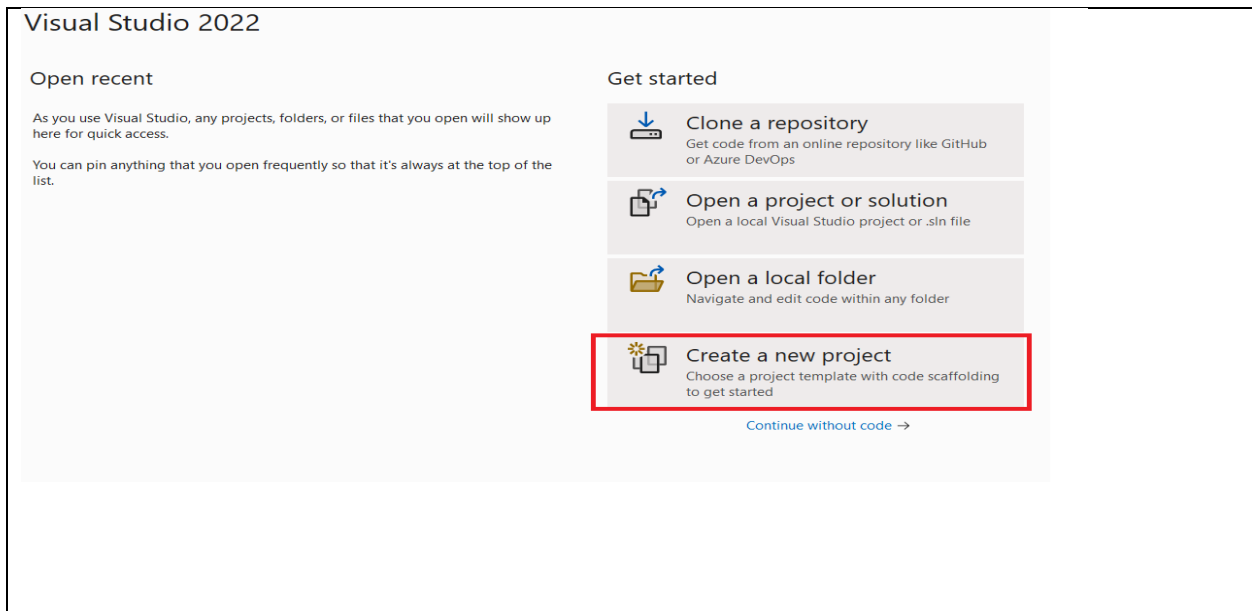 Visual Studio 2022
Open recent
As you use Visual Studio, any projects, folders, or files that you open will show up
here for quick access.
You can pin anything that you open frequently so that it's always at the top of the
list.
Get started
Clone a repository
Get code from an online repository like GitHub
or Azure DevOps
Open a project or solution
Open a local Visual Studio project or .sln file
Open a local folder
Navigate and edit code within any folder
Create a new project
Choose a project template with code scaffolding
to get started
Continue without code →